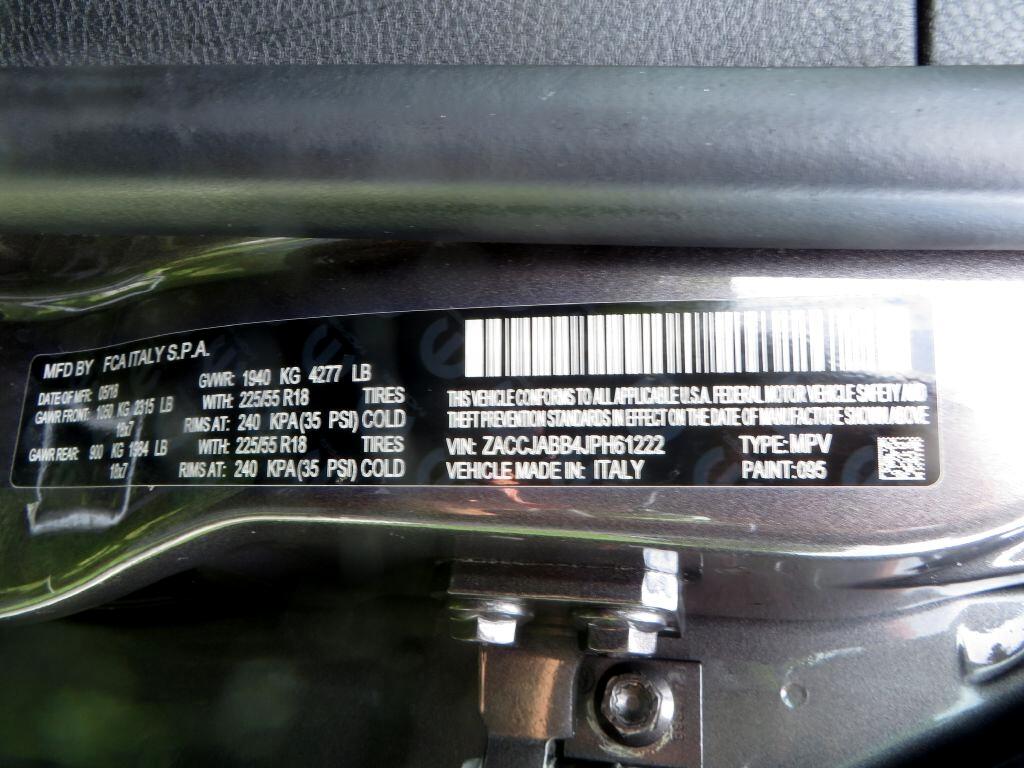 MFD BY FCA ITALY S.P.A.
DATE OF MFR: 05/18 GVWR: 1940 KG 4277 LB
GAWR FRONT: 1050 KG 2315 LB WITH: 225/55 R18 TIRES
18x7 RIMS AT: 240 KPA(35 PSI) COLD
GAWR REAR: 900 KG 1984 LB WITH: 225/55 R18 TIRES
18x7 RIMS AT: 240 KPA(35 PSI) COLD
THIS VEHICLE CONFORMS TO ALL APPLICABLE U.S.A. FEDERAL MOTOR VEHICLE SAFETY AND
THEFT PREVENTION STANDARDS IN EFFECT ON THE DATE OF MANUFACTURE SHOWN ABOVE
VIN: ZACCJABB4JPH61222 TYPE: MPV
VEHICLE MADE IN: ITALY PAINT: 095